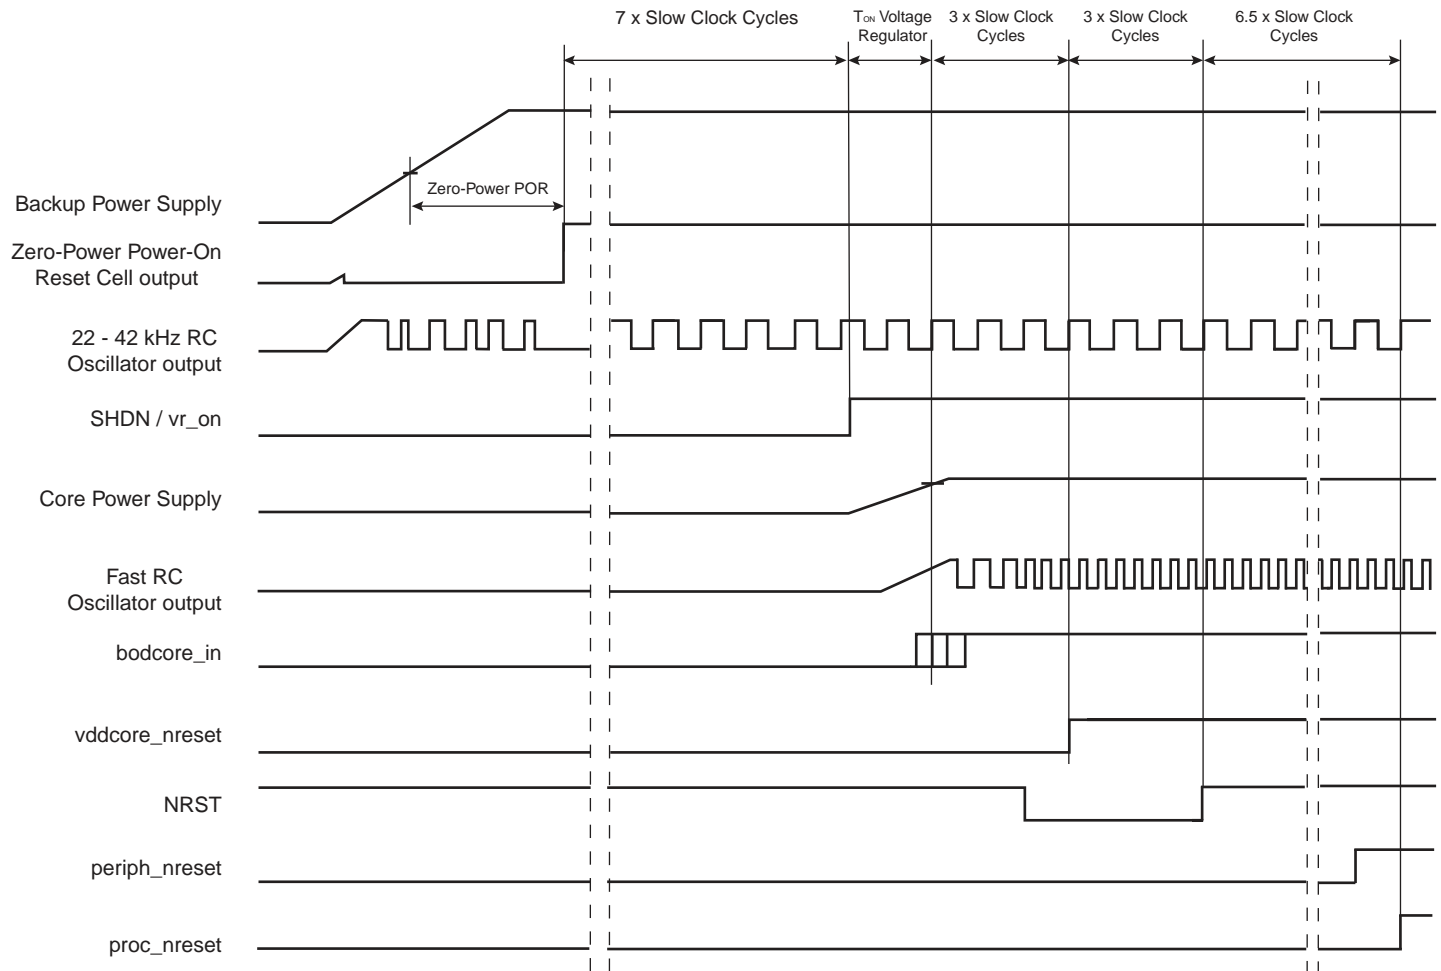 7 x Slow Clock Cycles
TON Voltage
Regulator
3 x Slow Clock
Cycles
3 x Slow Clock
Cycles
6.5 x Slow Clock
Cycles
Zero-Power POR
Backup Power Supply
Zero-Power Power-On
Reset Cell output
22 - 42 kHz RC
Oscillator output
SHDN / vr_on
Core Power Supply
Fast RC
Oscillator output
bodcore_in
vddcore_nreset
NRST
periph_nreset
proc_nreset